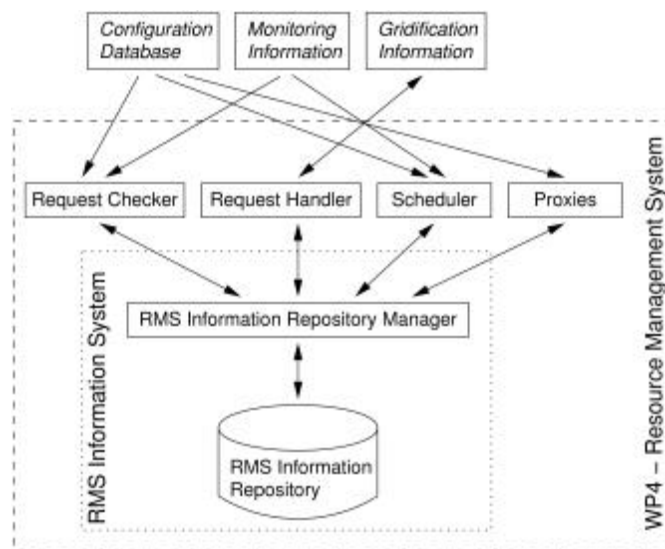 Configuration
Database
Monitoring
Information
Gridification
Information
Request Checker
Request Handler
Scheduler
Proxies
RMS Information Repository Manager
RMS Information
Repository
RMS Information System
WP4 – Resource Management System